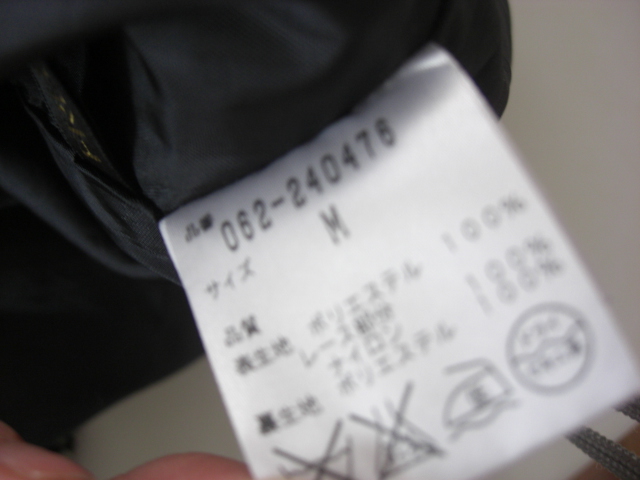 品番 062-240476
サイズ M
品質
表生地 ポリエステル 100%
レース部分
ナイロン 100%
裏生地 ポリエステル 100%